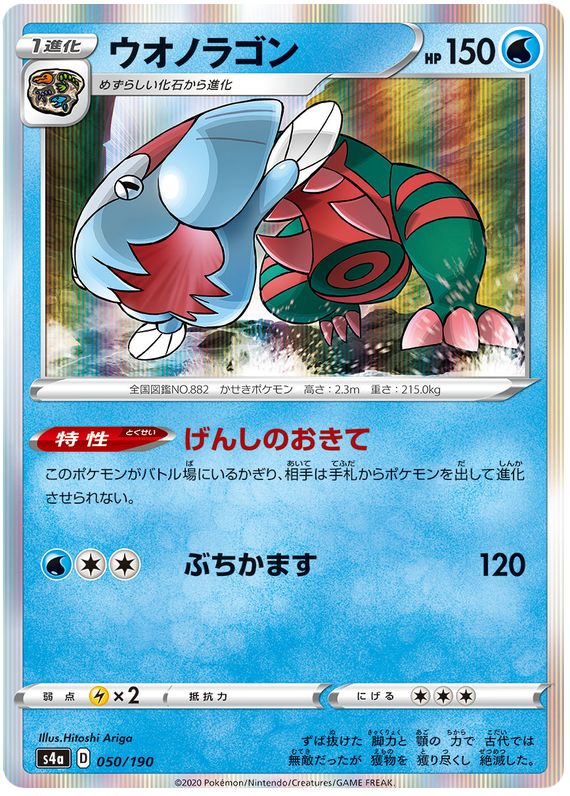 1進化 ウオノラゴン HP150
めずらしい化石から進化
全国図鑑NO.882 かせきポケモン 高さ:2.3m 重さ:215.0kg
特性 とくせい げんしのおきて
このポケモンがバトル場にいるかぎり、相手は手札からポケモンを出して進化
させられない。
ぶちかます 120
弱点 ×2 抵抗力 にげる
Illus.Hitoshi Ariga
ずば抜けた 脚力と 顎の 力で 古代では
無敵だったが 獲物を 獲り尽くし 絶滅した。
s4a D 050/190
©2020 Pokémon/Nintendo/Creatures/GAME FREAK.